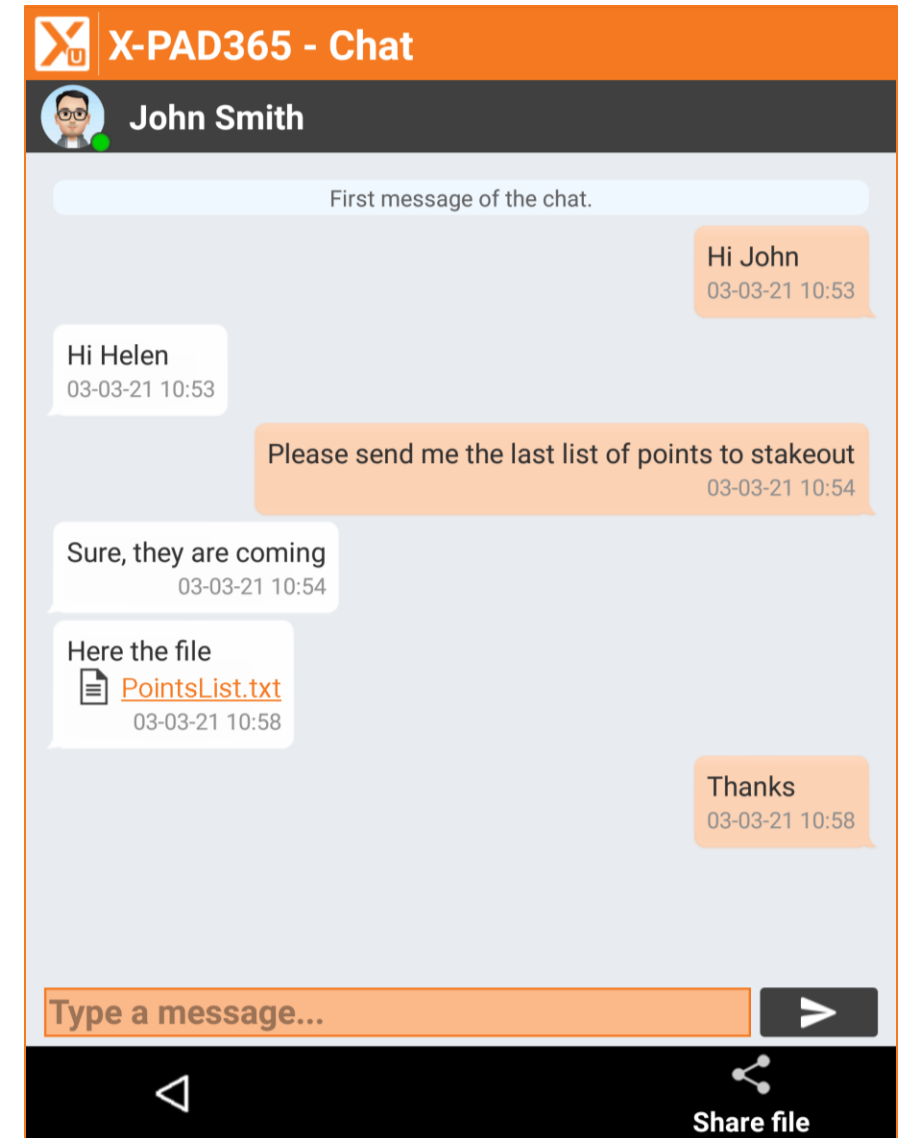 X U
X-PAD365 - Chat
John Smith
First message of the chat.
Hi John
03-03-21 10:53
Hi Helen
03-03-21 10:53
Please send me the last list of points to stakeout
03-03-21 10:54
Sure, they are coming
03-03-21 10:54
Here the file
PointsList.txt
03-03-21 10:58
Thanks
03-03-21 10:58
Type a message...
Share file